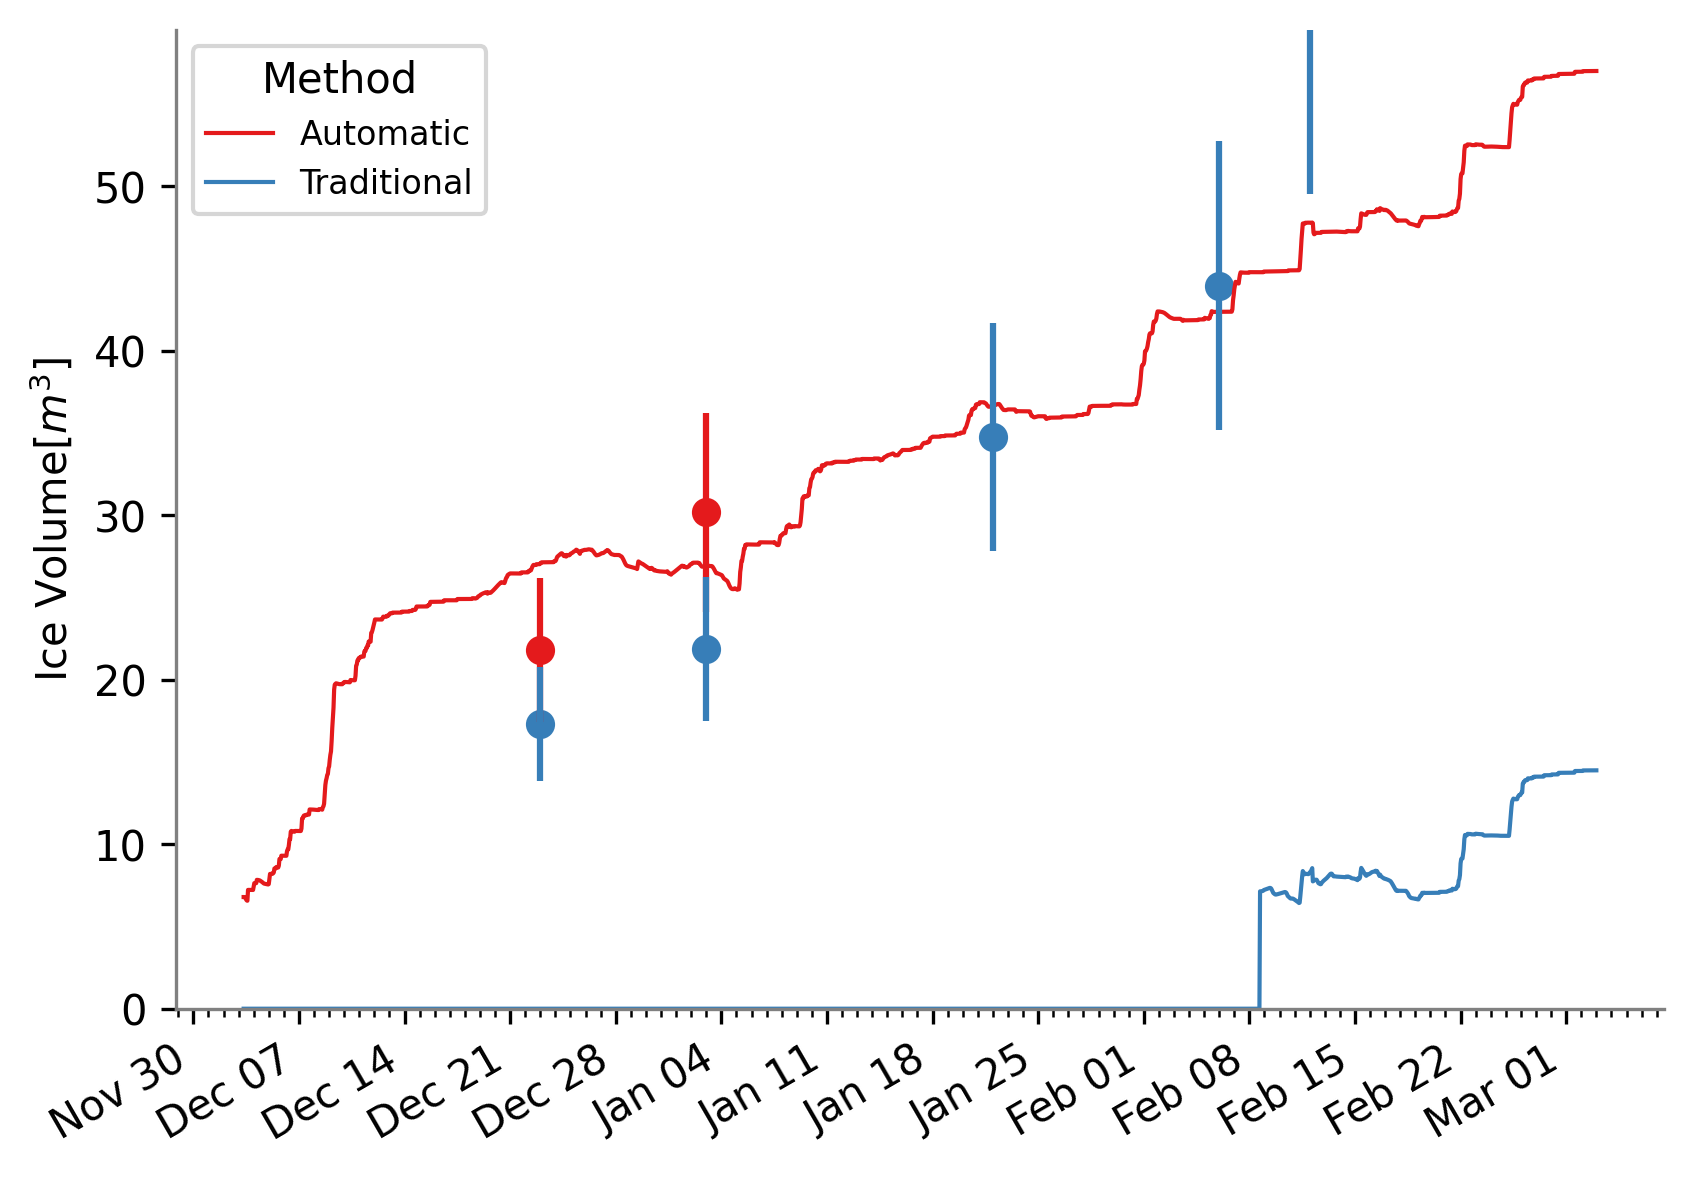 Method
Automatic
Traditional
Ice Volume[m³]
50
40
30
20
10
0
Nov 30
Dec 07
Dec 14
Dec 21
Dec 28
Jan 04
Jan 11
Jan 18
Jan 25
Feb 01
Feb 08
Feb 15
Feb 22
Mar 01